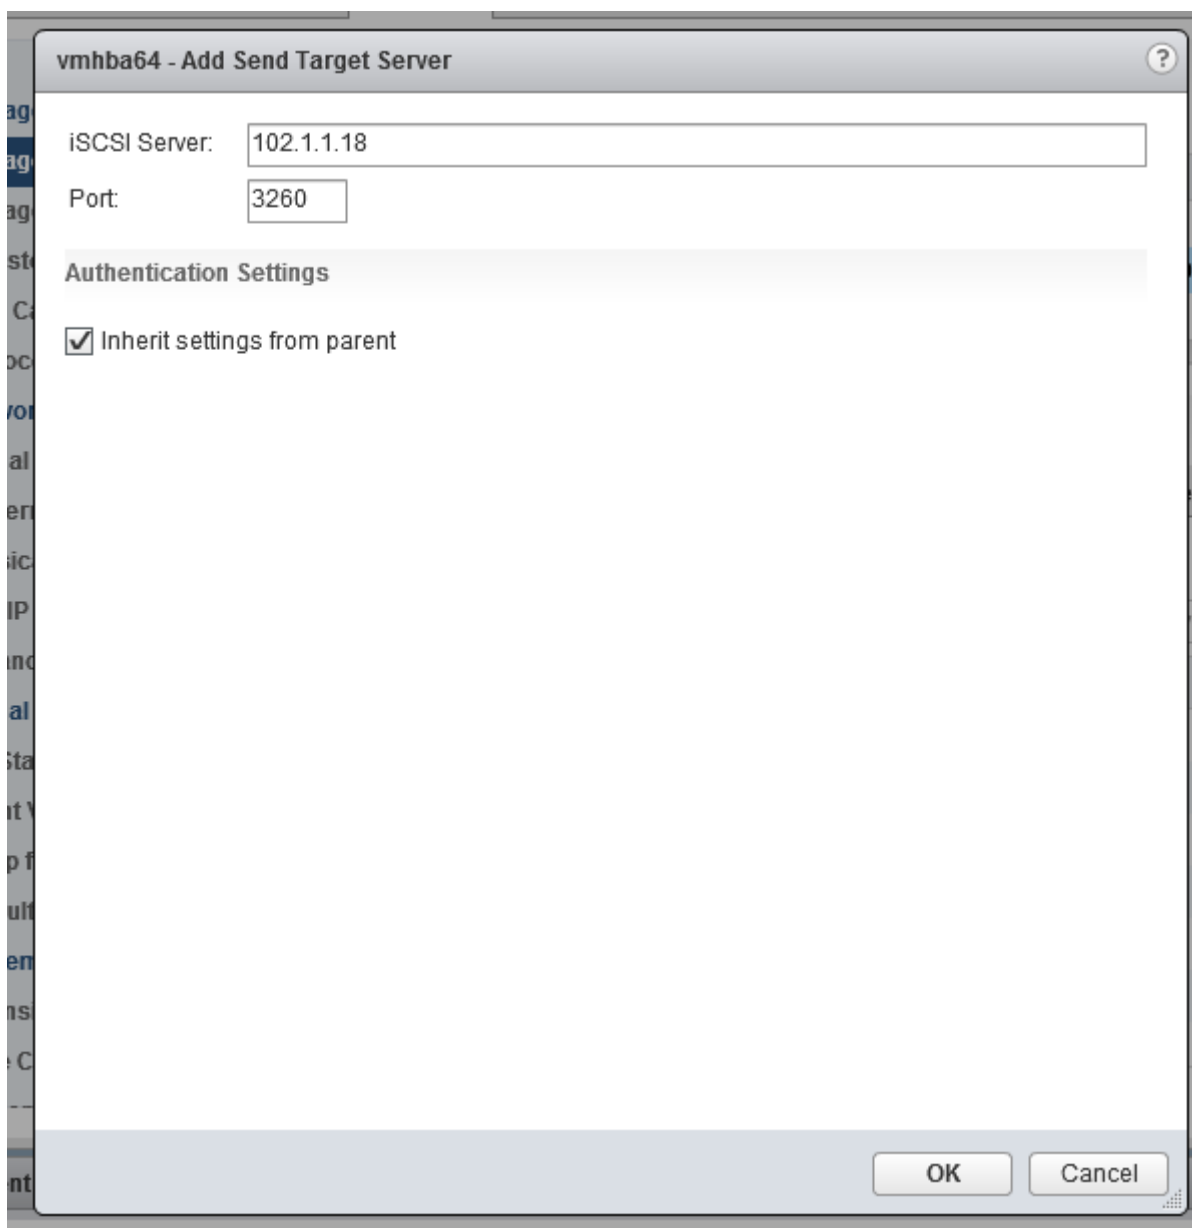 vmhba64 - Add Send Target Server
?
iSCSI Server: 102.1.1.18
Port: 3260
Authentication Settings
Inherit settings from parent
OK Cancel